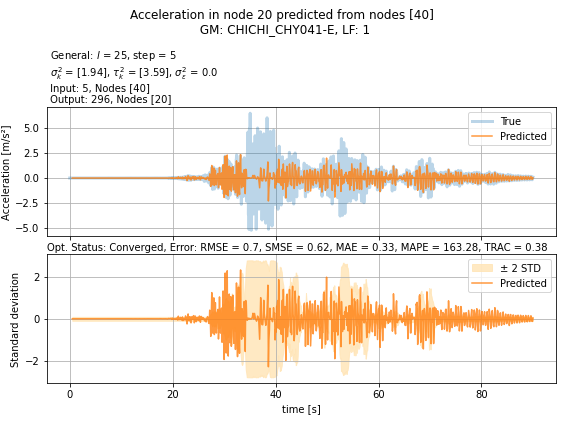 Acceleration in node 20 predicted from nodes [40]
GM: CHICHI_CHY041-E, LF: 1
General: l = 25, step = 5
σ²ₖ = [1.94], τ²ₖ = [3.59], σ²ε = 0.0
Input: 5, Nodes [40]
Output: 296, Nodes [20]
Acceleration [m/s²]
5.0
2.5
0.0
−2.5
−5.0
True
Predicted
Opt. Status: Converged, Error: RMSE = 0.7, SMSE = 0.62, MAE = 0.33, MAPE = 163.28, TRAC = 0.38
Standard deviation
2
0
−2
± 2 STD
Predicted
0 20 40 60 80
time [s]